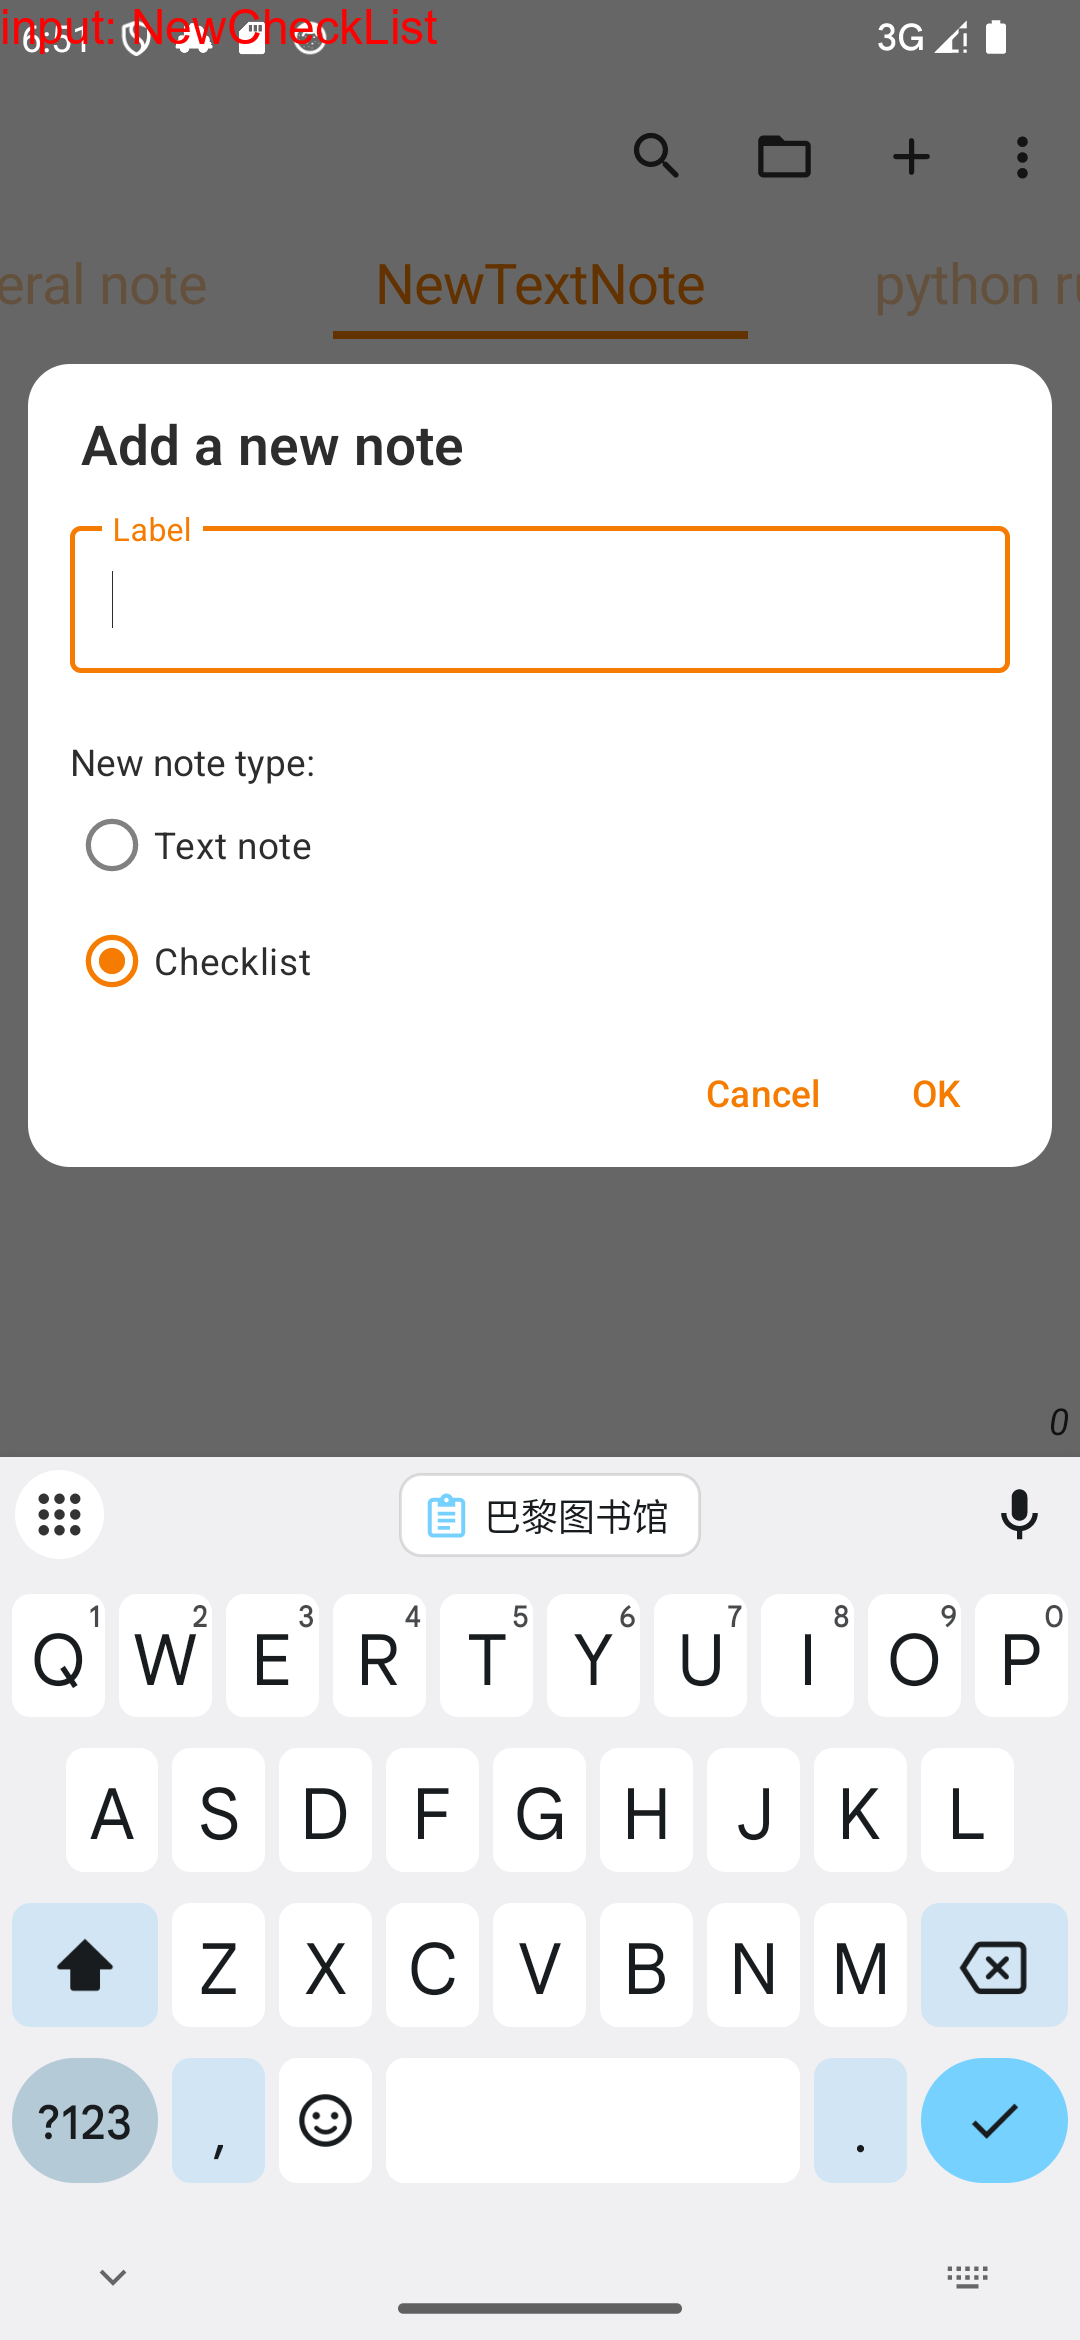 input: NewCheckList
6:51
3G
eral note
NewTextNote
python ru
Add a new note
Label
New note type:
Text note
Checklist
Cancel
OK
0
巴黎图书馆
Q 1 W 2 E 3 R 4 T 5 Y 6 U 7 I 8 O 9 P 0
A S D F G H J K L
Z X C V B N M
?123 , .